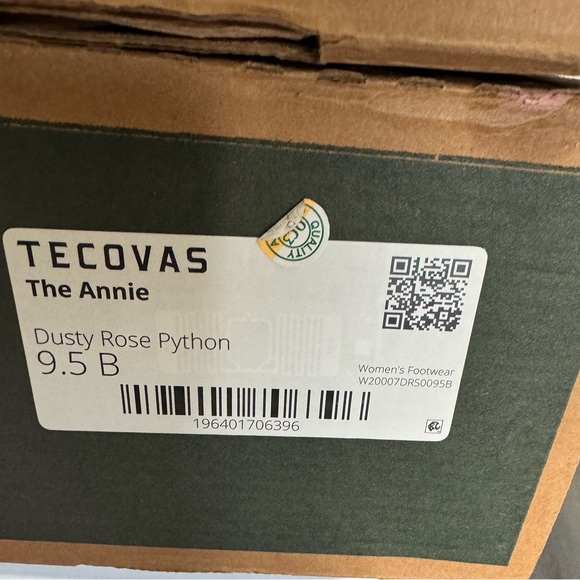 TECOVAS
The Annie
QUALITY
Dusty Rose Python
9.5 B
Women's Footwear
W20007DRS0095B
196401706396